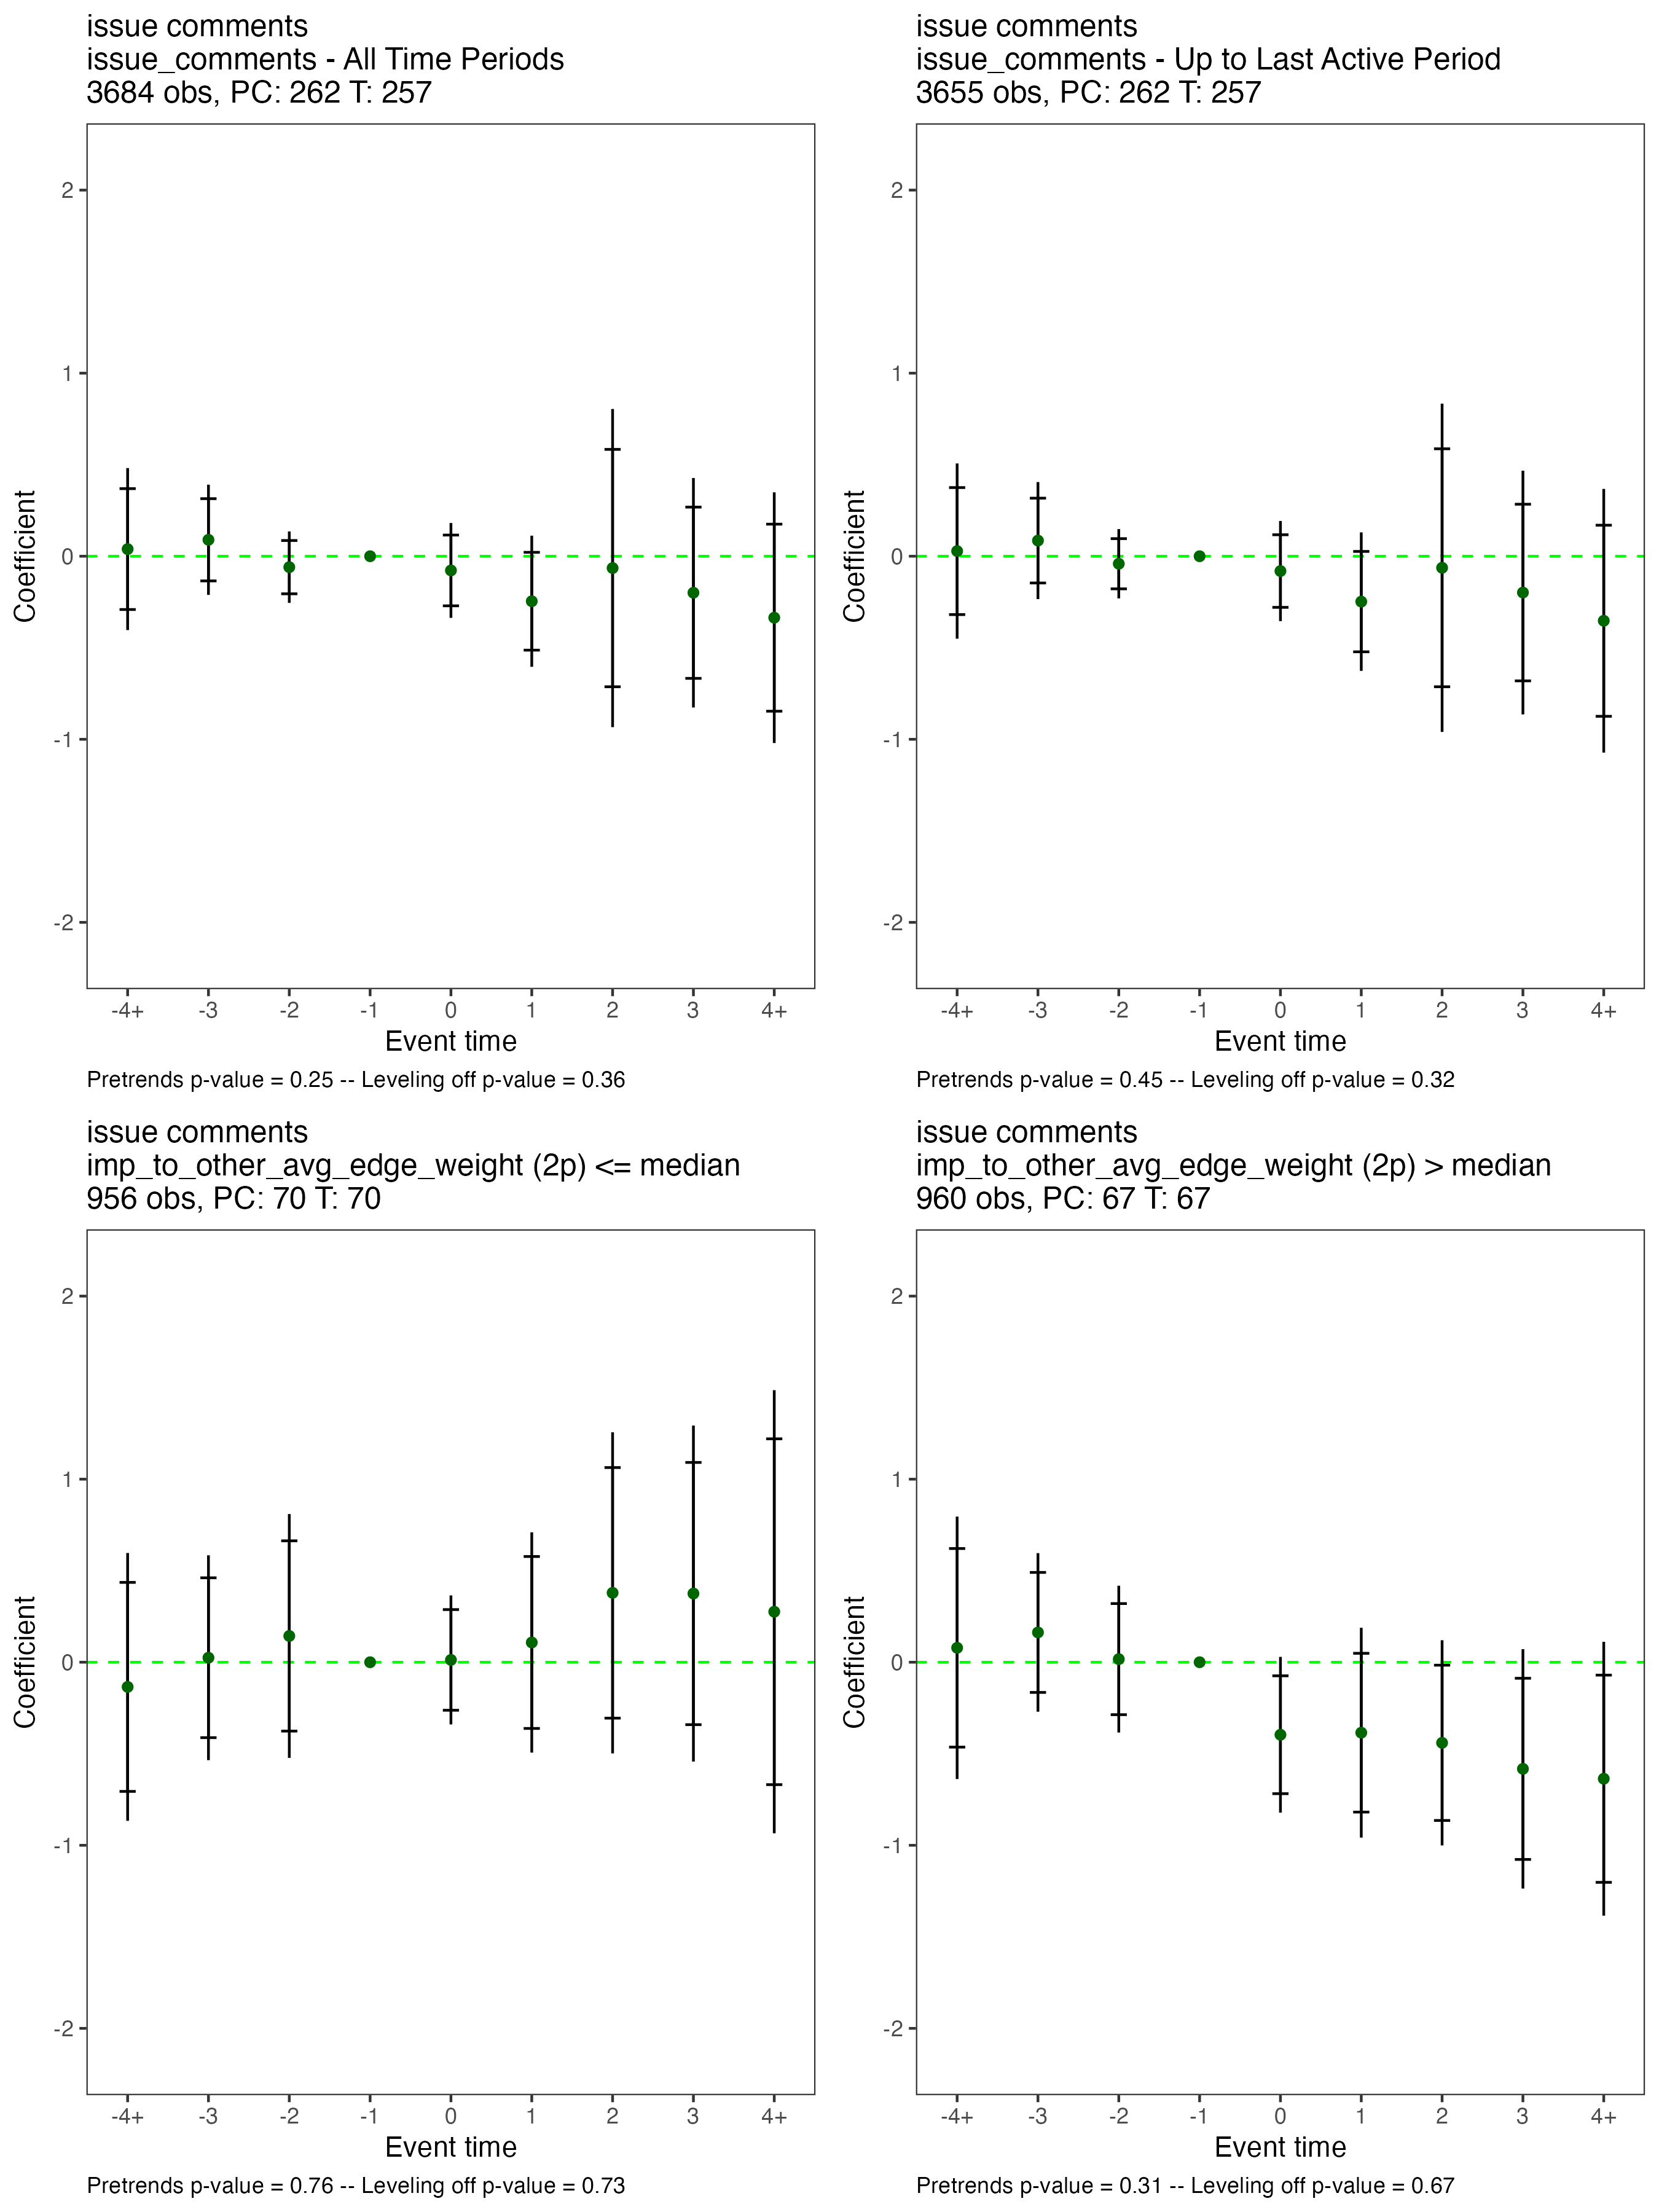 issue comments
issue_comments - All Time Periods
3684 obs, PC: 262 T: 257
Coefficient
2
1
0
-1
-2
-4+ -3 -2 -1 0 1 2 3 4+
Event time
Pretrends p-value = 0.25 -- Leveling off p-value = 0.36
issue comments
issue_comments - Up to Last Active Period
3655 obs, PC: 262 T: 257
Coefficient
2
1
0
-1
-2
-4+ -3 -2 -1 0 1 2 3 4+
Event time
Pretrends p-value = 0.45 -- Leveling off p-value = 0.32
issue comments
imp_to_other_avg_edge_weight (2p) <= median
956 obs, PC: 70 T: 70
Coefficient
2
1
0
-1
-2
-4+ -3 -2 -1 0 1 2 3 4+
Event time
Pretrends p-value = 0.76 -- Leveling off p-value = 0.73
issue comments
imp_to_other_avg_edge_weight (2p) > median
960 obs, PC: 67 T: 67
Coefficient
2
1
0
-1
-2
-4+ -3 -2 -1 0 1 2 3 4+
Event time
Pretrends p-value = 0.31 -- Leveling off p-value = 0.67